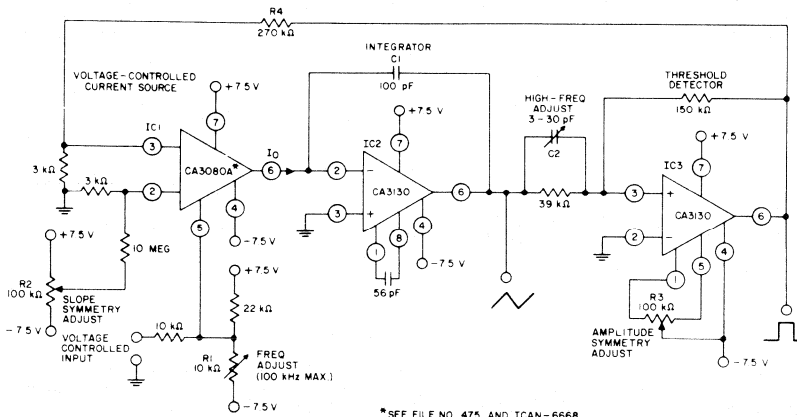 R4
270 kΩ
INTEGRATOR
C1
100 pF
VOLTAGE-CONTROLLED
CURRENT SOURCE
+7.5 V
7
IC1
3
CA3080A*
IO
6
3 kΩ
3 kΩ
2
4
5
-7.5 V
10 MEG
+7.5 V
R2
100 kΩ
SLOPE
SYMMETRY
ADJUST
-7.5 V
VOLTAGE
CONTROLLED
INPUT
10 kΩ
+7.5 V
22 kΩ
R1
10 kΩ
FREQ
ADJUST
(100 kHz MAX.)
-7.5 V
+7.5 V
IC2
7
2
-
CA3130
6
3
+
4
1
8
-7.5 V
56 pF
HIGH-FREQ
ADJUST
3-30 pF
C2
39 kΩ
THRESHOLD
DETECTOR
150 kΩ
+7.5 V
IC3
7
3
+
CA3130
6
2
-
1
5
4
R3
100 kΩ
AMPLITUDE
SYMMETRY
ADJUST
-7.5 V
*SEE FILE NO. 475 AND ICAN-6668